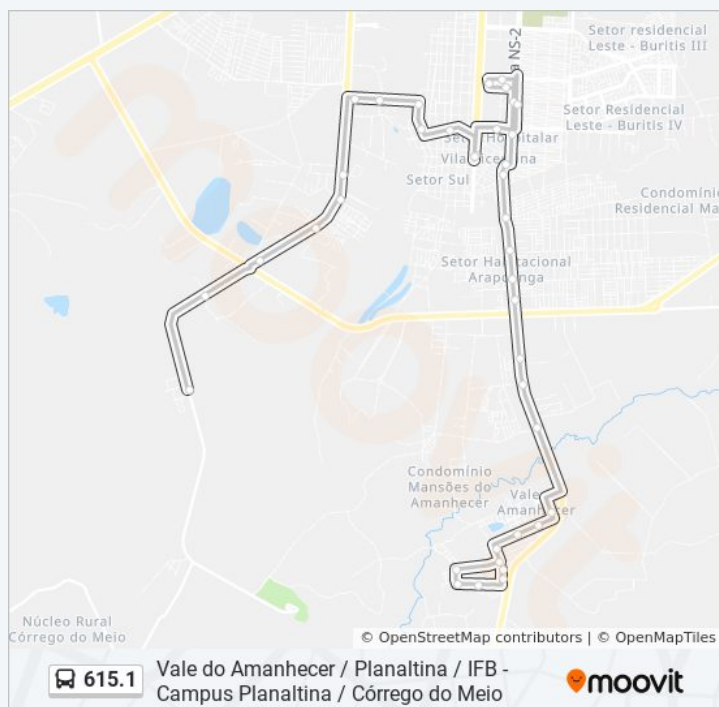 Setor residencial
Leste - Buritis III
NS-2
Setor Residencial
Leste - Buritis IV
Setor Hospitalar
Vila
Setor Sul
Condomínio
Residencial Ma
Setor Habitacional
Arapoanga
Condomínio
Mansões do
Amanhecer
Vale
Amanhecer
Núcleo Rural
Córrego do Meio
© OpenStreetMap contributors | © OpenMapTiles
615.1
Vale do Amanhecer / Planaltina / IFB -
Campus Planaltina / Córrego do Meio
moovit